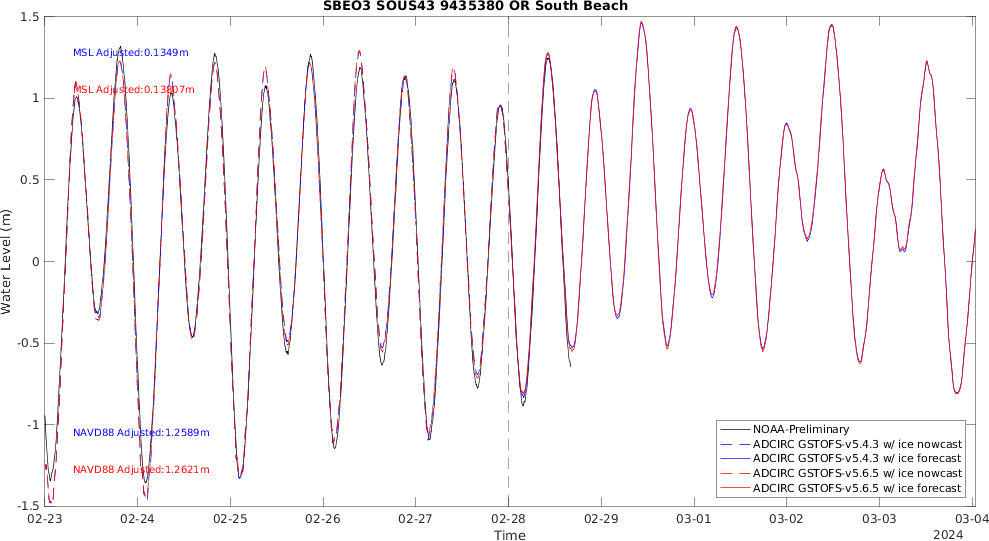 SBEO3 SOUS43 9435380 OR South Beach
1.5
1
0.5
0
-0.5
-1
-1.5
Water Level (m)
MSL Adjusted:0.1349m
MSL Adjusted:0.13807m
NAVD88 Adjusted:1.2589m
NAVD88 Adjusted:1.2621m
NOAA-Preliminary
ADCIRC GSTOFS-v5.4.3 w/ ice nowcast
ADCIRC GSTOFS-v5.4.3 w/ ice forecast
ADCIRC GSTOFS-v5.6.5 w/ ice nowcast
ADCIRC GSTOFS-v5.6.5 w/ ice forecast
02-23 02-24 02-25 02-26 02-27 02-28 02-29 03-01 03-02 03-03 03-04
Time
2024